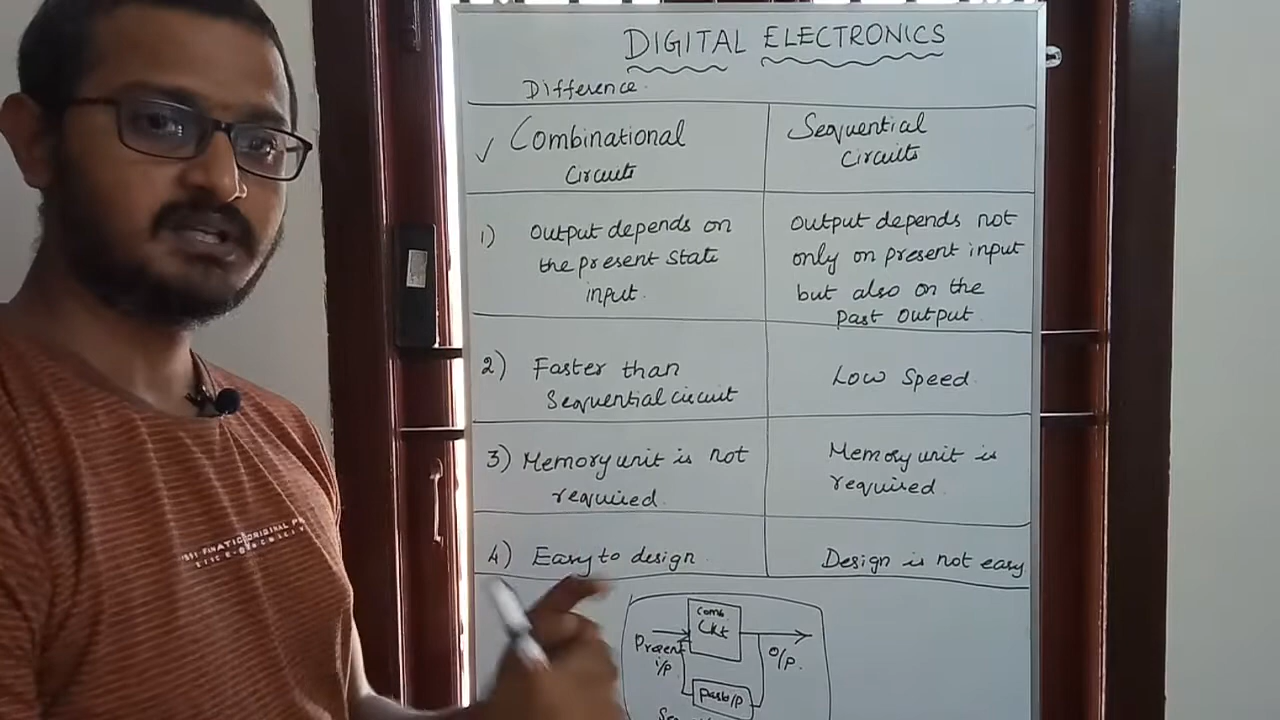 DIGITAL ELECTRONICS
Difference.
✓ Combinational
Circuits
Sequential
Circuits
1) Output depends on
the present State
input.
Output depends not
only on present input
but also on the
Past Output
2) Faster than
Sequential circuit
Low Speed
3) Memory unit is not
required.
Memory unit is
required
4) Easy to design
Design is not easy
Comb
Ckt
Present
i/p
O/p.
ORIGINAL